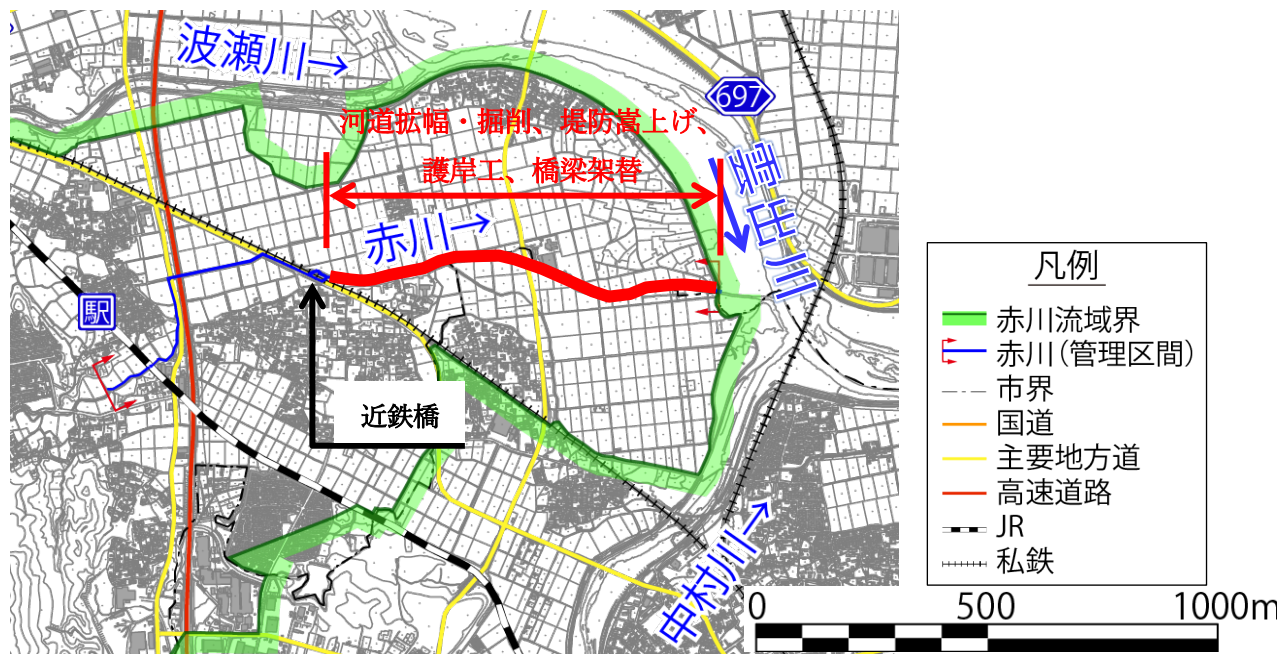 波瀬川→
697
河道拡幅・掘削、堤防嵩上げ、
護岸工、橋梁架替
雲出川
赤川→
駅
近鉄橋
中村川→
凡例
赤川流域界
赤川(管理区間)
市界
国道
主要地方道
高速道路
JR
私鉄
0 500 1000m